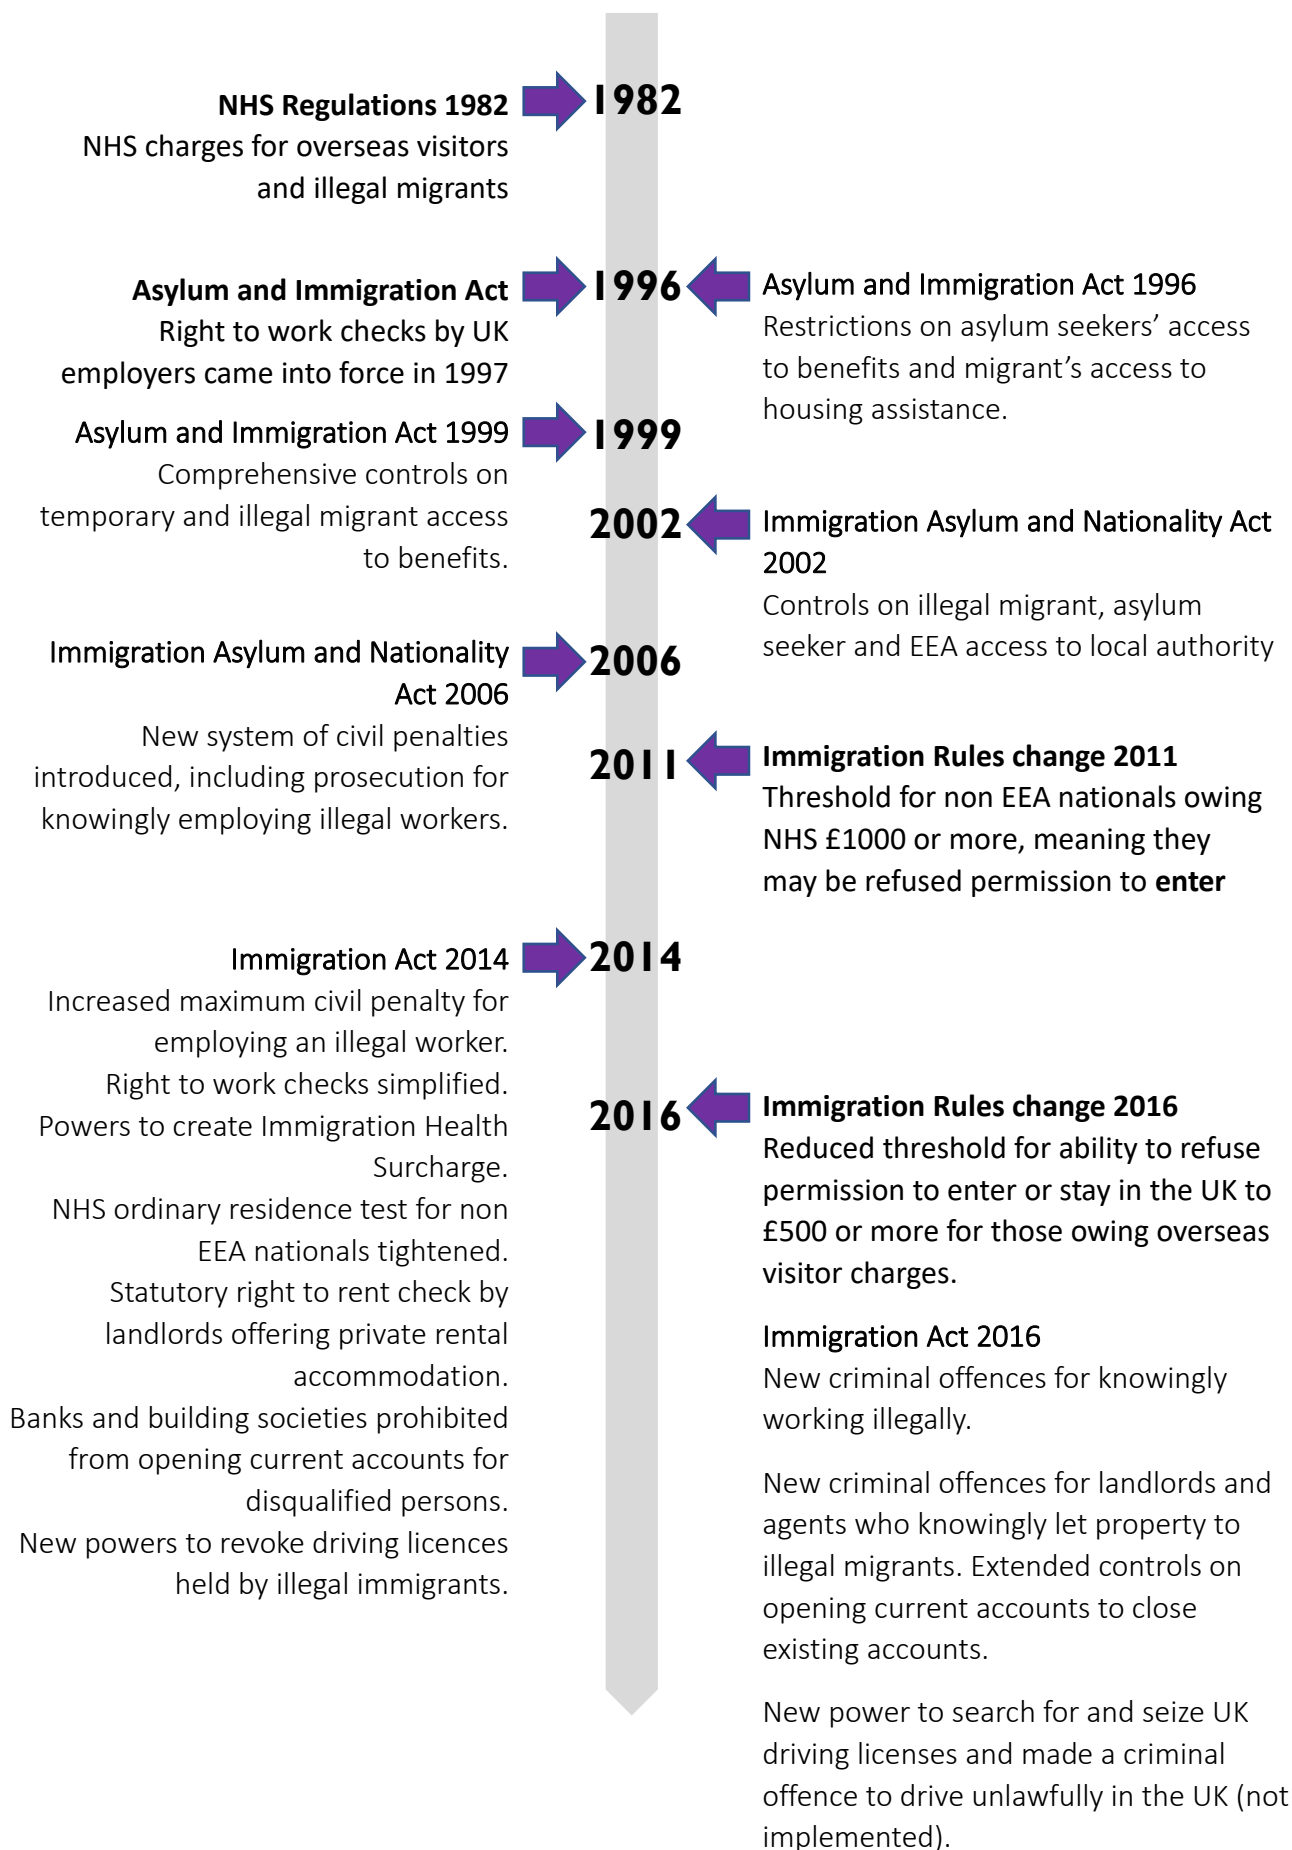 NHS Regulations 1982
NHS charges for overseas visitors
and illegal migrants
1982
Asylum and Immigration Act
Right to work checks by UK
employers came into force in 1997
1996
Asylum and Immigration Act 1996
Restrictions on asylum seekers’ access
to benefits and migrant’s access to
housing assistance.
Asylum and Immigration Act 1999
Comprehensive controls on
temporary and illegal migrant access
to benefits.
1999
2002
Immigration Asylum and Nationality Act
2002
Controls on illegal migrant, asylum
seeker and EEA access to local authority
Immigration Asylum and Nationality
Act 2006
New system of civil penalties
introduced, including prosecution for
knowingly employing illegal workers.
2006
2011
Immigration Rules change 2011
Threshold for non EEA nationals owing
NHS £1000 or more, meaning they
may be refused permission to enter
Immigration Act 2014
Increased maximum civil penalty for
employing an illegal worker.
Right to work checks simplified.
Powers to create Immigration Health
Surcharge.
NHS ordinary residence test for non
EEA nationals tightened.
Statutory right to rent check by
landlords offering private rental
accommodation.
Banks and building societies prohibited
from opening current accounts for
disqualified persons.
New powers to revoke driving licences
held by illegal immigrants.
2014
2016
Immigration Rules change 2016
Reduced threshold for ability to refuse
permission to enter or stay in the UK to
£500 or more for those owing overseas
visitor charges.
Immigration Act 2016
New criminal offences for knowingly
working illegally.
New criminal offences for landlords and
agents who knowingly let property to
illegal migrants. Extended controls on
opening current accounts to close
existing accounts.
New power to search for and seize UK
driving licenses and made a criminal
offence to drive unlawfully in the UK (not
implemented).